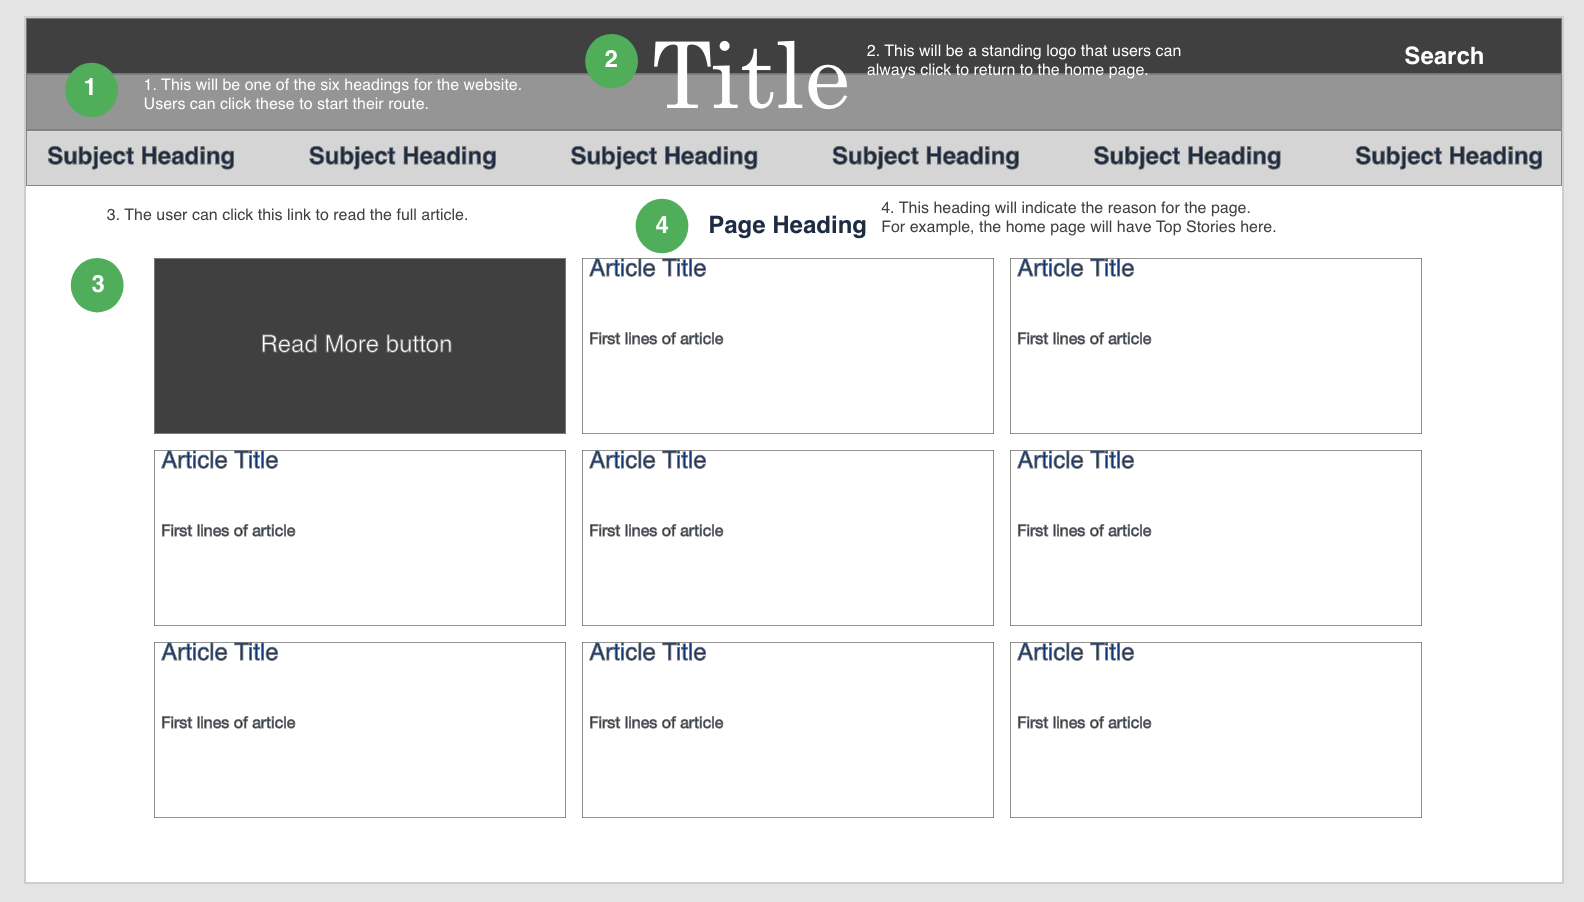 2
Title
2. This will be a standing logo that users can
always click to return to the home page.
Search
1
1. This will be one of the six headings for the website.
Users can click these to start their route.
Subject Heading
Subject Heading
Subject Heading
Subject Heading
Subject Heading
Subject Heading
3. The user can click this link to read the full article.
4
Page Heading
4. This heading will indicate the reason for the page.
For example, the home page will have Top Stories here.
3
Read More button
Article Title
First lines of article
Article Title
First lines of article
Article Title
First lines of article
Article Title
First lines of article
Article Title
First lines of article
Article Title
First lines of article
Article Title
First lines of article
Article Title
First lines of article